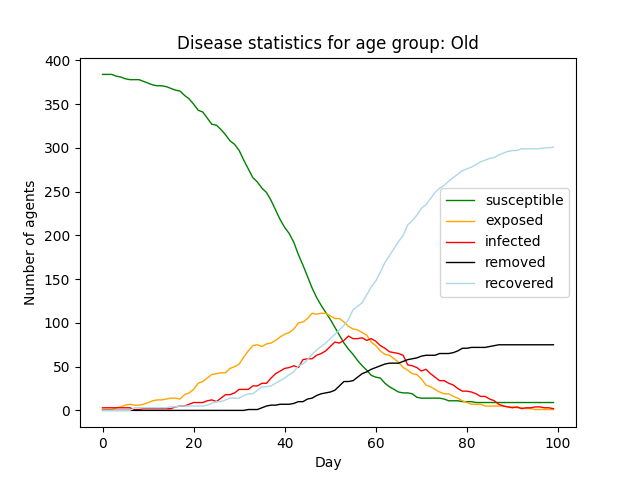 Disease statistics for age group: Old
Number of agents
400
350
300
250
200
150
100
50
0
susceptible
exposed
infected
removed
recovered
0 20 40 60 80 100
Day